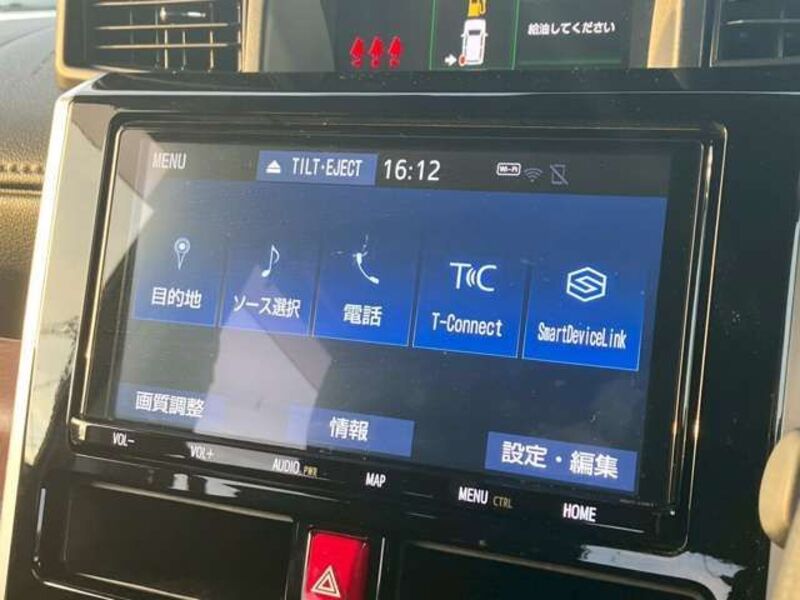 給油してください
MENU
TILT・EJECT
16:12
Wi-Fi
目的地
ソース選択
電話
T-Connect
SmartDeviceLink
画質調整
情報
設定・編集
VOL-
VOL+
AUDIO PWR
MAP
MENU CTRL
HOME